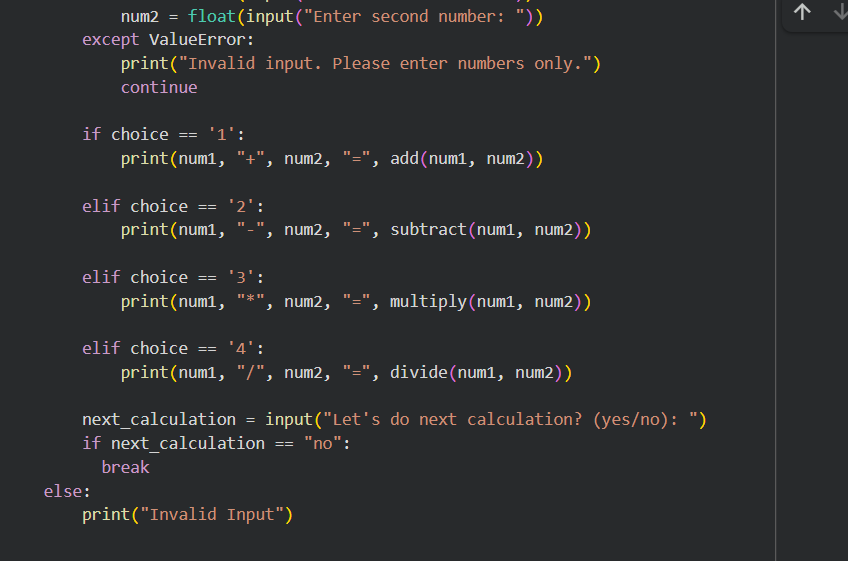 num2 = float(input("Enter second number: "))
except ValueError:
print("Invalid input. Please enter numbers only.")
continue
if choice == '1':
print(num1, "+", num2, "=", add(num1, num2))
elif choice == '2':
print(num1, "-", num2, "=", subtract(num1, num2))
elif choice == '3':
print(num1, "*", num2, "=", multiply(num1, num2))
elif choice == '4':
print(num1, "/", num2, "=", divide(num1, num2))
next_calculation = input("Let's do next calculation? (yes/no): ")
if next_calculation == "no":
break
else:
print("Invalid Input")